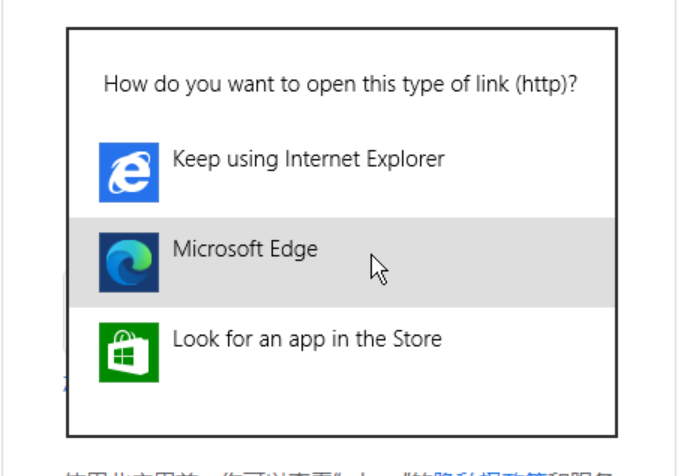 How do you want to open this type of link (http)?
Keep using Internet Explorer
Microsoft Edge
Look for an app in the Store